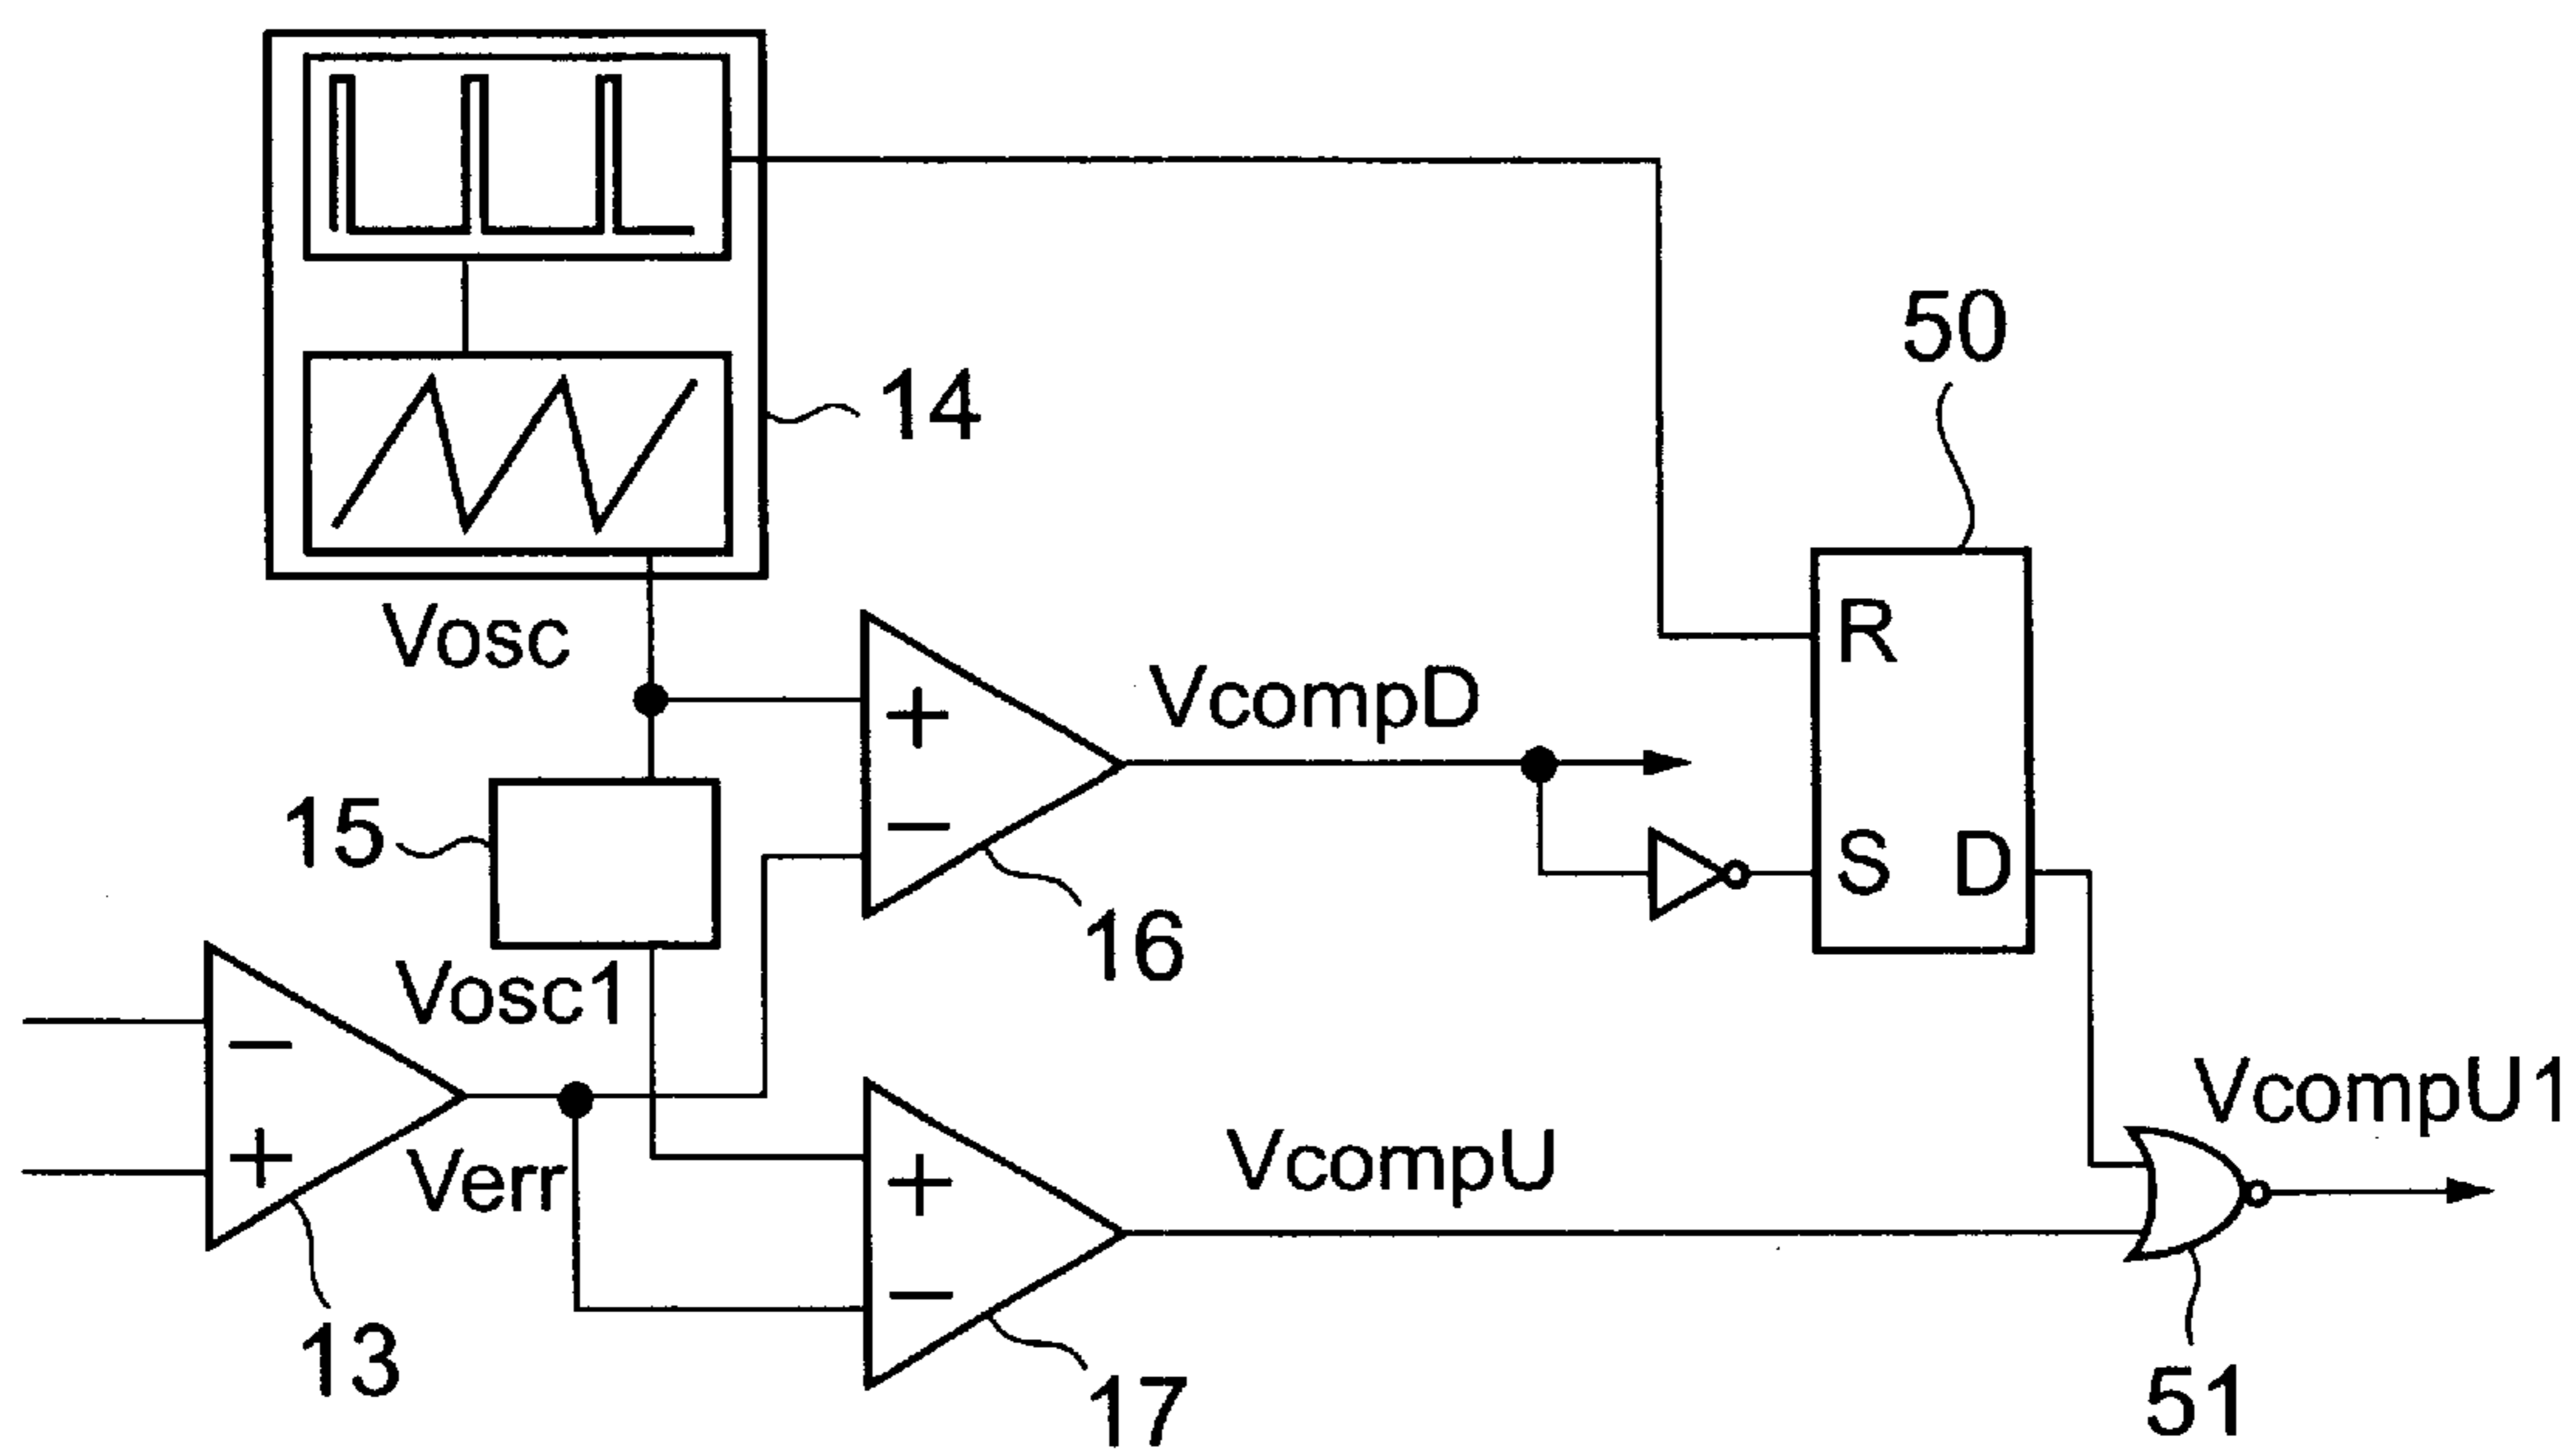 50
14
Vosc
R
+
VcompD
15
−
S D
16
Vosc1
−
VcompU1
+
Verr
+
VcompU
−
13
17
51